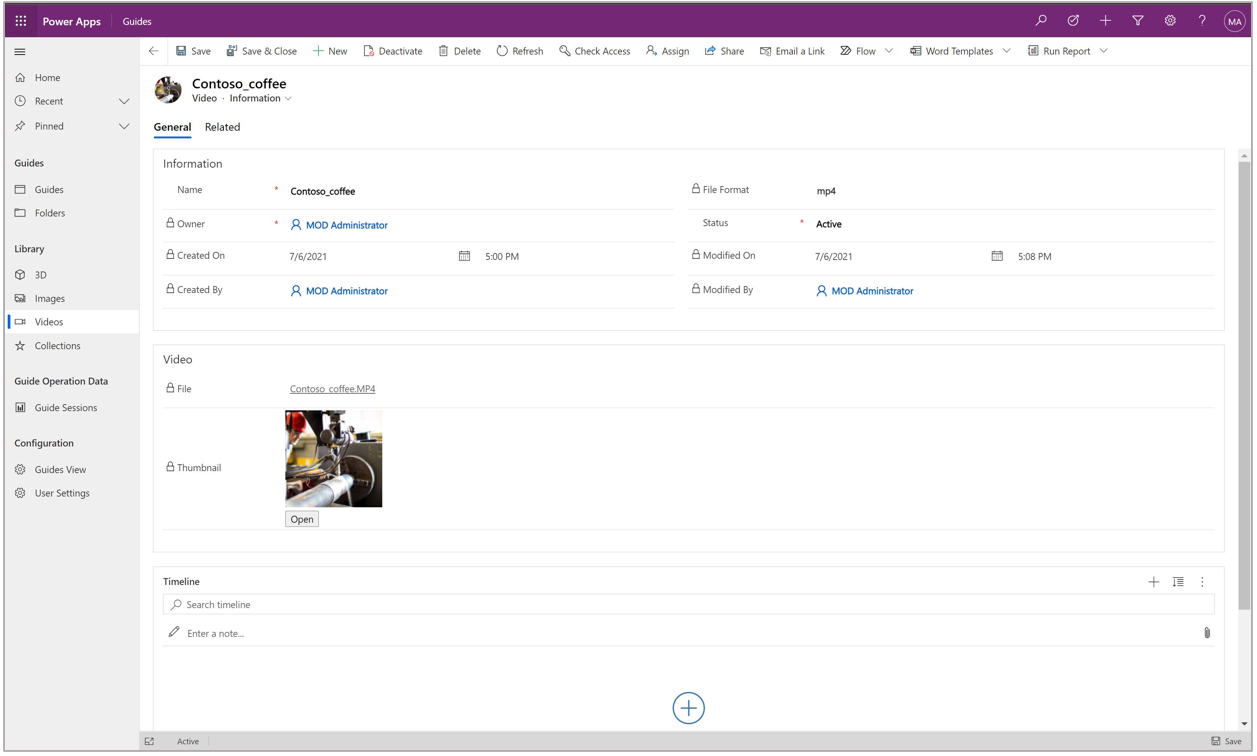 Power Apps Guides MA
Save Save & Close New Deactivate Delete Refresh Check Access Assign Share Email a Link Flow Word Templates Run Report
Home
Recent
Pinned
Guides
Guides
Folders
Library
3D
Images
Videos
Collections
Guide Operation Data
Guide Sessions
Configuration
Guides View
User Settings
Contoso_coffee
Video · Information
General Related
Information
Name * Contoso_coffee File Format mp4
Owner * MOD Administrator Status * Active
Created On 7/6/2021 5:00 PM Modified On 7/6/2021 5:08 PM
Created By MOD Administrator Modified By MOD Administrator
Video
File Contoso_coffee.MP4
Thumbnail
Open
Timeline
Search timeline
Enter a note...
Active Save